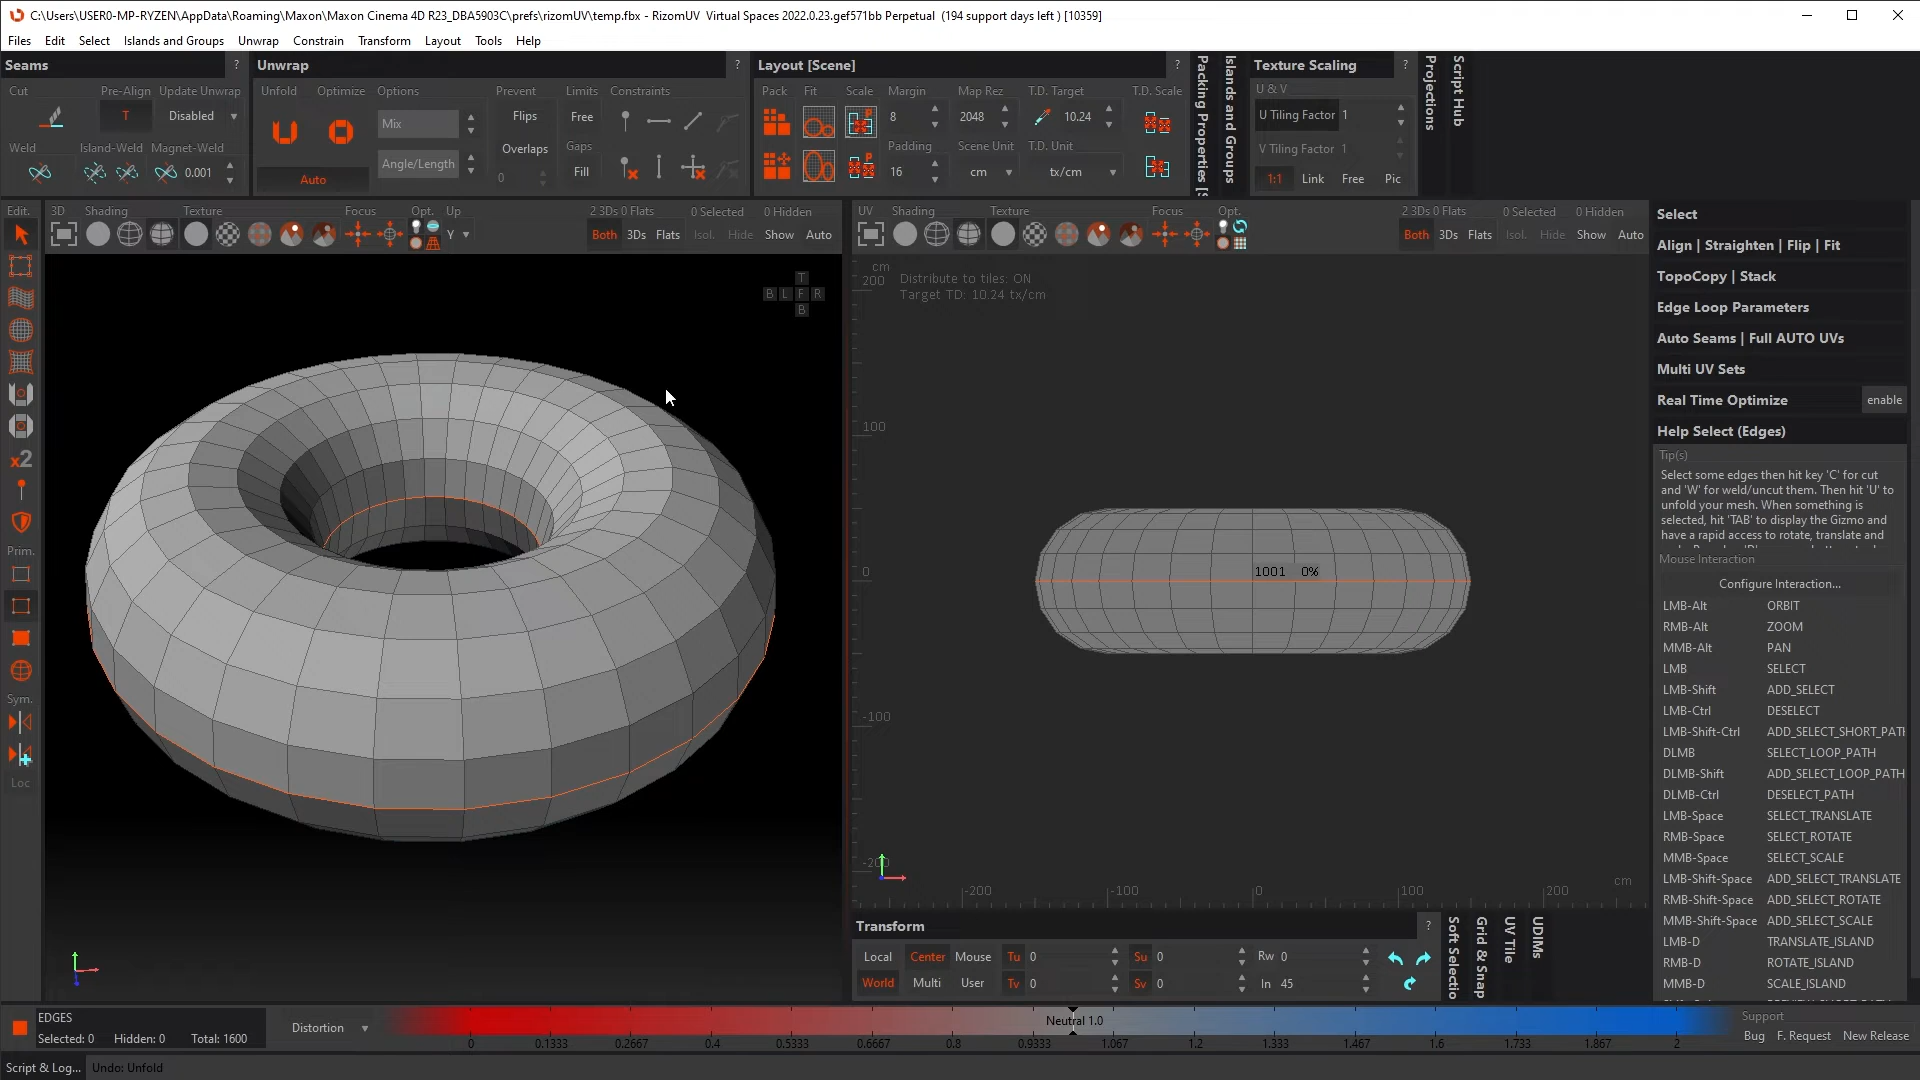 C:\Users\USER0-MP-RYZEN\AppData\Roaming\Maxon\Maxon Cinema 4D R23_DBA5903C\prefs\rizomUV\temp.fbx - RizomUV  Virtual Spaces 2022.0.23.gef571bb Perpetual  (194 support days left ) [10359]
Files Edit Select Islands and Groups Unwrap Constrain Transform Layout Tools Help
Seams ? Unwrap ? Layout [Scene] ? Texture Scaling ?
Cut Pre-Align Update Unwrap Unfold Optimize Options Prevent Limits Constraints Pack Fit Scale Margin Map Rez T.D. Target T.D. Scale U & V
T Disabled Mix Flips Free 8 2048 10.24 U Tiling Factor 1
Weld Island-Weld Magnet-Weld Overlaps Gaps Padding Scene Unit T.D. Unit V Tiling Factor 1
0.001 Auto Angle/Length 0 Fill 16 cm tx/cm 1:1 Link Free Pic
Packing Properties [S
Islands and Groups
Projections
Script Hub
Edit. 3D Shading Texture Focus Opt. Up 2 3Ds 0 Flats 0 Selected 0 Hidden
Y Both 3Ds Flats Isol. Hide Show Auto
UV Shading Texture Focus Opt. 2 3Ds 0 Flats 0 Selected 0 Hidden
Both 3Ds Flats Isol. Hide Show Auto
x2
Prim.
Sym.
Loc
T
B L F R
B
cm
200
100
0
-100
-200
Distribute to tiles: ON
Target TD: 10.24 tx/cm
1001 0%
-200 -100 0 100 200 cm
Select
Align | Straighten | Flip | Fit
TopoCopy | Stack
Edge Loop Parameters
Auto Seams | Full AUTO UVs
Multi UV Sets
Real Time Optimize enable
Help Select (Edges)
Tip(s)
Select some edges then hit key 'C' for cut
and 'W' for weld/uncut them. Then hit 'U' to
unfold your mesh. When something is
selected, hit 'TAB' to display the Gizmo and
have a rapid access to rotate, translate and
Mouse Interaction
Configure Interaction...
LMB-Alt ORBIT
RMB-Alt ZOOM
MMB-Alt PAN
LMB SELECT
LMB-Shift ADD_SELECT
LMB-Ctrl DESELECT
LMB-Shift-Ctrl ADD_SELECT_SHORT_PATH
DLMB SELECT_LOOP_PATH
DLMB-Shift ADD_SELECT_LOOP_PATH
DLMB-Ctrl DESELECT_PATH
LMB-Space SELECT_TRANSLATE
RMB-Space SELECT_ROTATE
MMB-Space SELECT_SCALE
LMB-Shift-Space ADD_SELECT_TRANSLATE
RMB-Shift-Space ADD_SELECT_ROTATE
MMB-Shift-Space ADD_SELECT_SCALE
LMB-D TRANSLATE_ISLAND
RMB-D ROTATE_ISLAND
MMB-D SCALE_ISLAND
Transform ?
Local Center Mouse Tu 0 Su 0 Rw 0
World Multi User Tv 0 Sv 0 In 45
Soft Selectio
Grid & Snap
UV Tile
UDIMs
EDGES
Selected: 0 Hidden: 0 Total: 1600
Distortion
Neutral 1.0
0 0.1333 0.2667 0.4 0.5333 0.6667 0.8 0.9333 1.067 1.2 1.333 1.467 1.6 1.733 1.867 2
Support
Bug F. Request New Release
Script & Log... Undo: Unfold